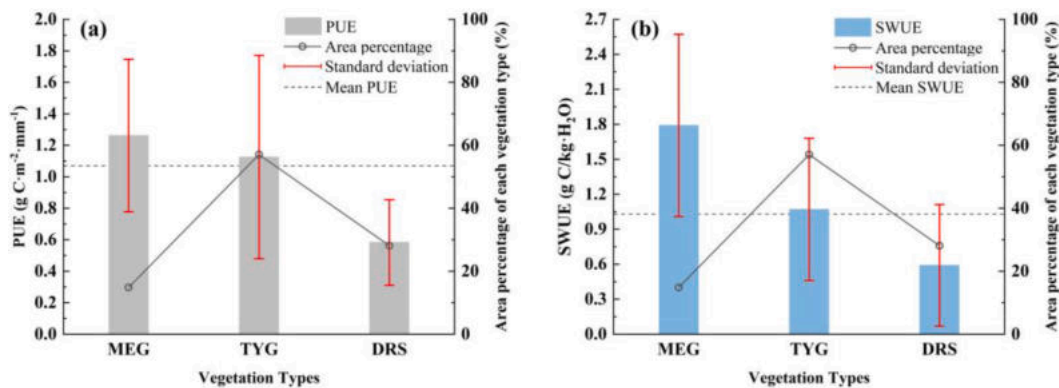 (a)
PUE
Area percentage
Standard deviation
Mean PUE
PUE (g C·m⁻²·mm⁻¹)
2.0
1.8
1.6
1.4
1.2
1.0
0.8
0.6
0.4
0.2
0.0
100
80
60
40
20
0
Area percentage of each vegetation type (%)
MEG TYG DRS
Vegetation Types
(b)
SWUE
Area percentage
Standard deviation
Mean SWUE
SWUE (g C/kg·H₂O)
2.7
2.4
2.1
1.8
1.5
1.2
0.9
0.6
0.3
0.0
100
80
60
40
20
0
Area percentage of each vegetation type (%)
MEG TYG DRS
Vegetation Types